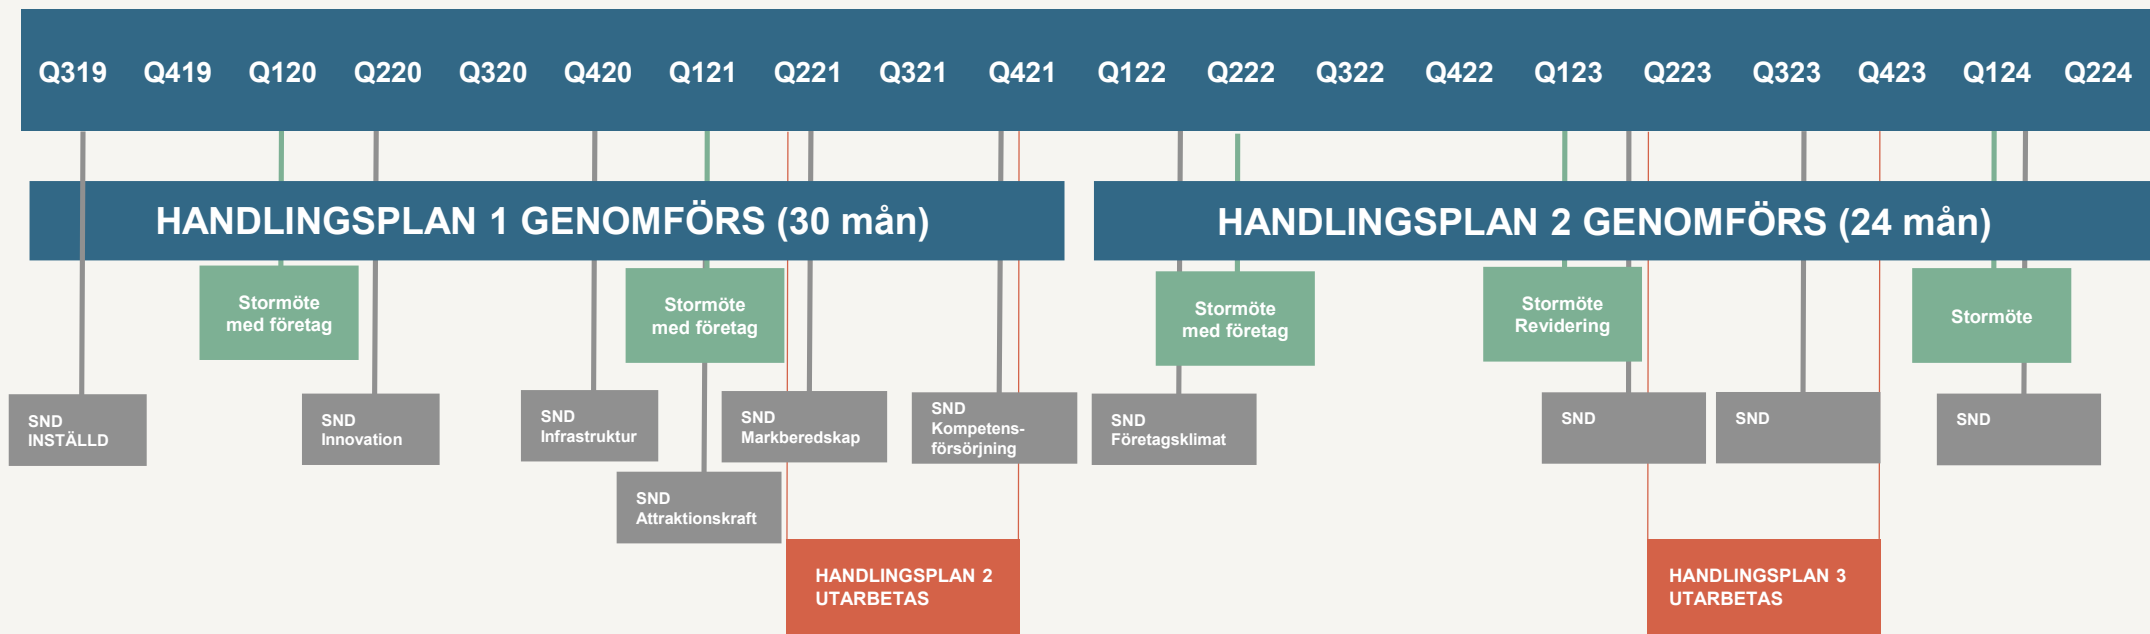 Q319 Q419 Q120 Q220 Q320 Q420 Q121 Q221 Q321 Q421 Q122 Q222 Q322 Q422 Q123 Q223 Q323 Q423 Q124 Q224
HANDLINGSPLAN 1 GENOMFÖRS (30 mån)
HANDLINGSPLAN 2 GENOMFÖRS (24 mån)
Stormöte
med företag
Stormöte
med företag
Stormöte
med företag
Stormöte
Revidering
Stormöte
SND
INSTÄLLD
SND
Innovation
SND
Infrastruktur
SND
Markberedskap
SND
Kompetens-
försörjning
SND
Företagsklimat
SND
SND
SND
SND
Attraktionskraft
HANDLINGSPLAN 2
UTARBETAS
HANDLINGSPLAN 3
UTARBETAS